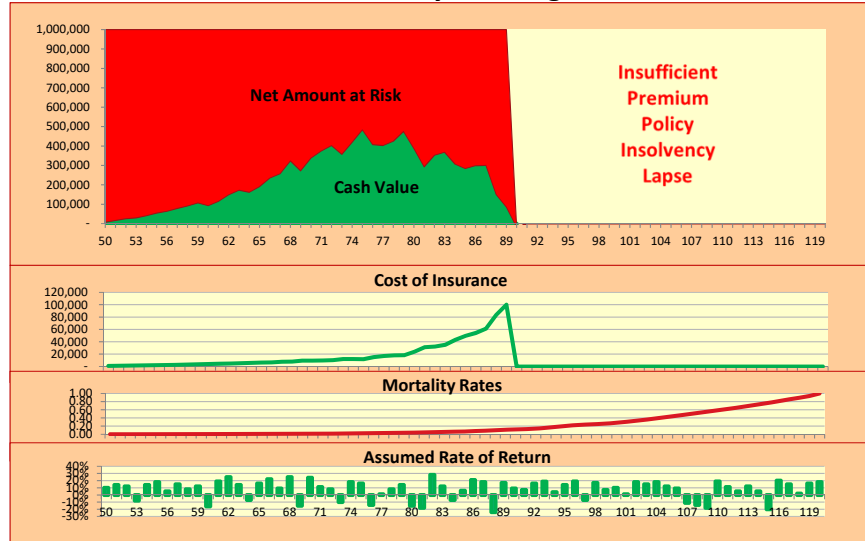 1,000,000
900,000
800,000
700,000
600,000
500,000
400,000
300,000
200,000
100,000
-
Net Amount at Risk
Cash Value
Insufficient
Premium
Policy
Insolvency
Lapse
50 53 56 59 62 65 68 71 74 77 80 83 86 89 92 95 98 101 104 107 110 113 116 119
Cost of Insurance
120,000
100,000
80,000
60,000
40,000
20,000
-
Mortality Rates
1.00
0.80
0.60
0.40
0.20
0.00
Assumed Rate of Return
40%
30%
20%
10%
0%
-10%
-20%
-30%
50 53 56 59 62 65 68 71 74 77 80 83 86 89 92 95 98 101 104 107 110 113 116 119